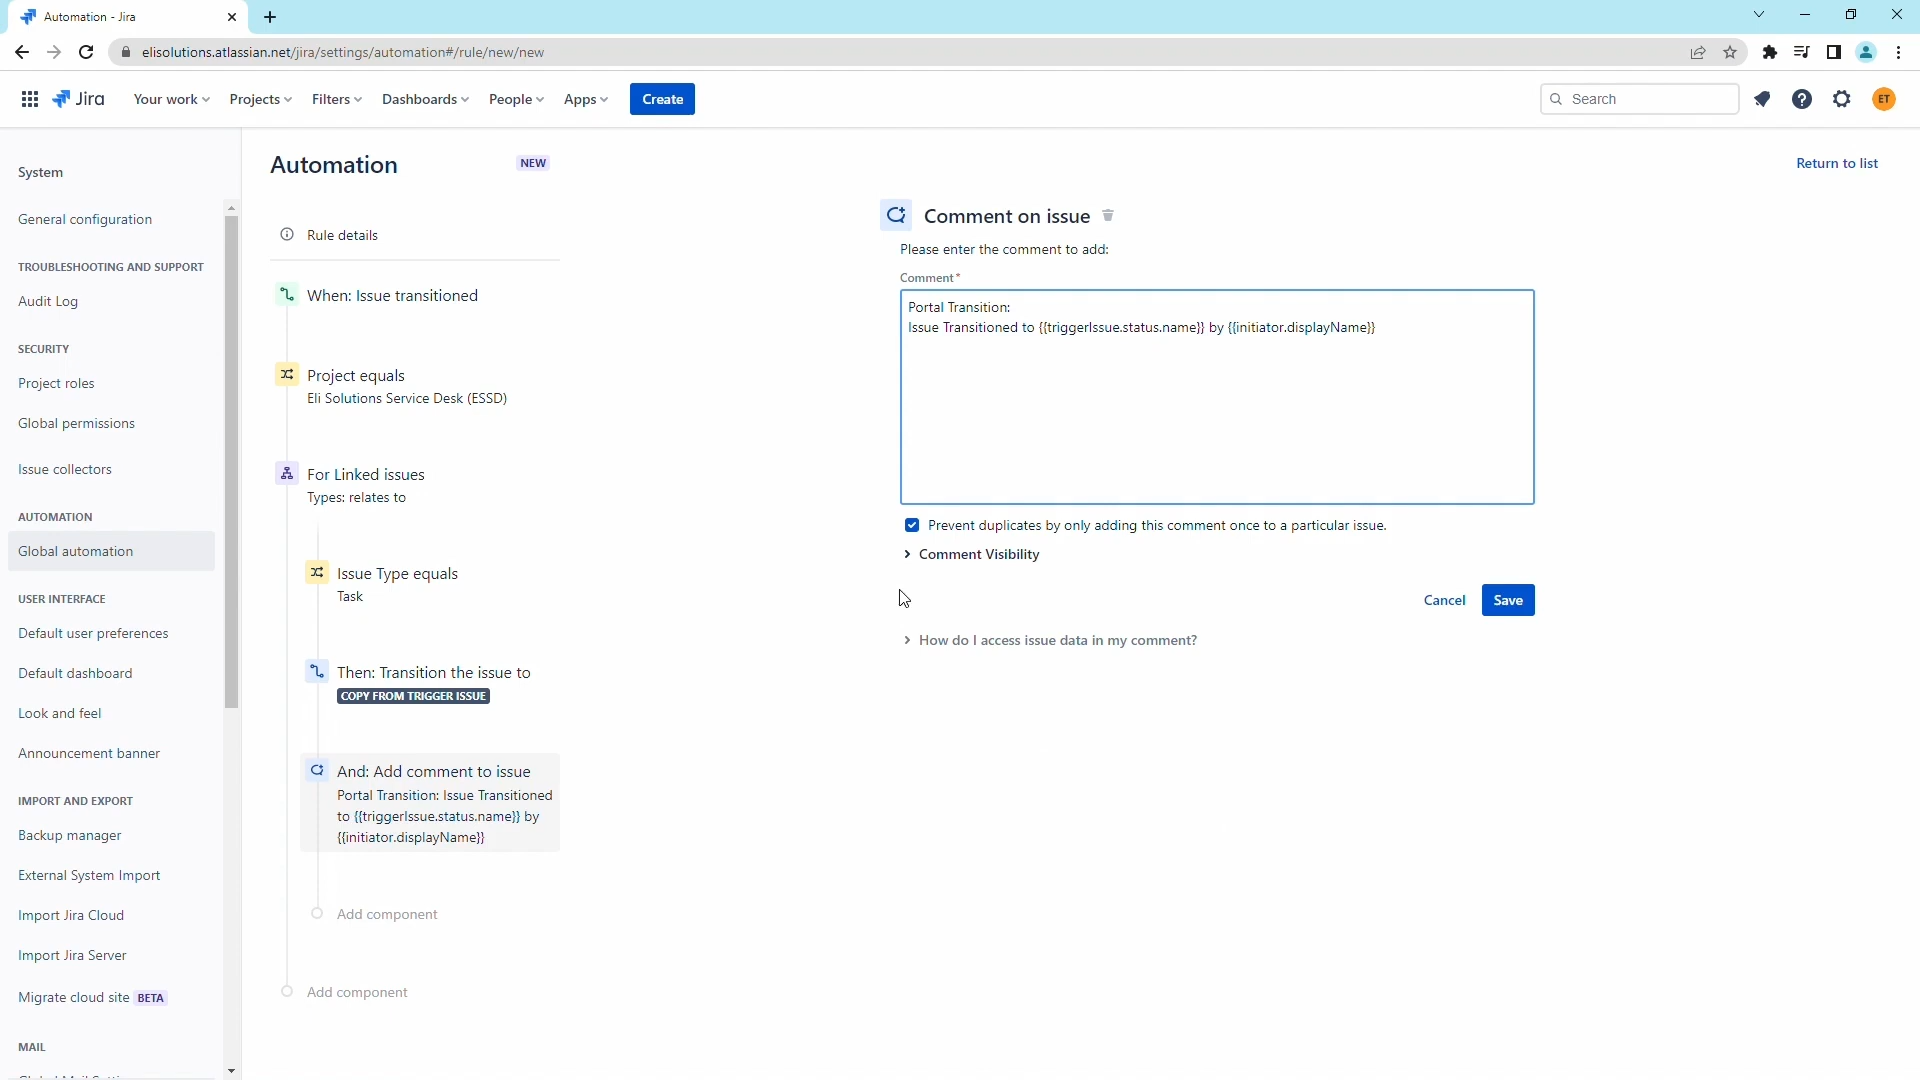 Automation - Jira
elisolutions.atlassian.net/jira/settings/automation#/rule/new/new
Jira
Your work
Projects
Filters
Dashboards
People
Apps
Create
Search
ET
System
General configuration
TROUBLESHOOTING AND SUPPORT
Audit Log
SECURITY
Project roles
Global permissions
Issue collectors
AUTOMATION
Global automation
USER INTERFACE
Default user preferences
Default dashboard
Look and feel
Announcement banner
IMPORT AND EXPORT
Backup manager
External System Import
Import Jira Cloud
Import Jira Server
Migrate cloud site BETA
MAIL
Automation
NEW
Return to list
Rule details
When: Issue transitioned
Project equals
Eli Solutions Service Desk (ESSD)
For Linked issues
Types: relates to
Issue Type equals
Task
Then: Transition the issue to
COPY FROM TRIGGER ISSUE
And: Add comment to issue
Portal Transition: Issue Transitioned
to {{triggerIssue.status.name}} by
{{initiator.displayName}}
Add component
Add component
Comment on issue
Please enter the comment to add:
Comment*
Portal Transition:
Issue Transitioned to {{triggerIssue.status.name}} by {{initiator.displayName}}
Prevent duplicates by only adding this comment once to a particular issue.
Comment Visibility
Cancel
Save
How do I access issue data in my comment?